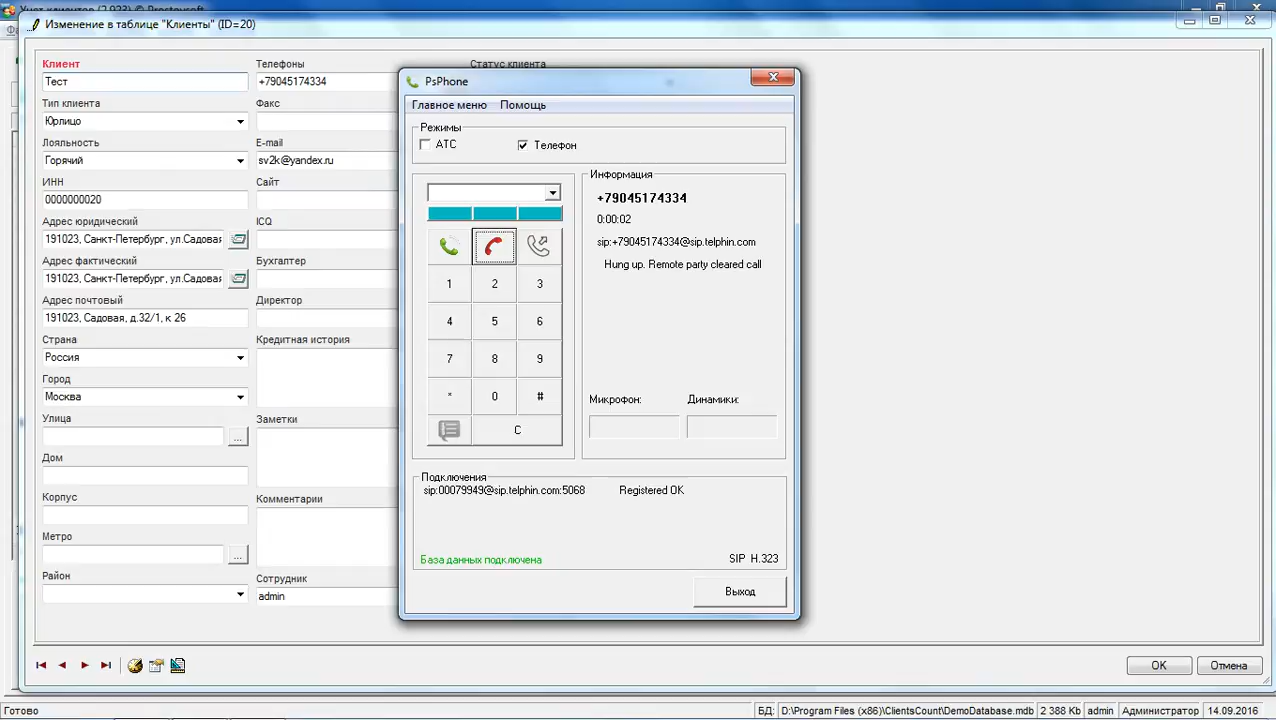 Учет клиентов (2.923) © Prostoysoft
Изменение в таблице "Клиенты" (ID=20)
Клиент
Телефоны
Статус клиента
Тест
+79045174334
Тип клиента
Факс
Юрлицо
Лояльность
E-mail
Горячий
sv2k@yandex.ru
ИНН
Сайт
0000000020
Адрес юридический
ICQ
191023, Санкт-Петербург, ул.Садовая
Адрес фактический
Бухгалтер
191023, Санкт-Петербург, ул.Садовая
Адрес почтовый
Директор
191023, Садовая, д.32/1, к 26
Страна
Кредитная история
Россия
Город
Москва
Улица
Заметки
...
Дом
Корпус
Комментарии
Метро
...
Район
Сотрудник
admin
PsPhone
Главное меню Помощь
Режимы
АТС
Телефон
Информация
+79045174334
0:00:02
sip:+79045174334@sip.telphin.com
Hung up. Remote party cleared call
1 2 3
4 5 6
7 8 9
* 0 #
C
Микрофон:
Динамики:
Подключения
sip:00079949@sip.telphin.com:5068
Registered OK
База данных подключена
SIP H.323
Выход
OK
Отмена
Готово
БД:
D:\Program Files (x86)\ClientsCount\DemoDatabase.mdb
2 388 Kb
admin
Администратор
14.09.2016